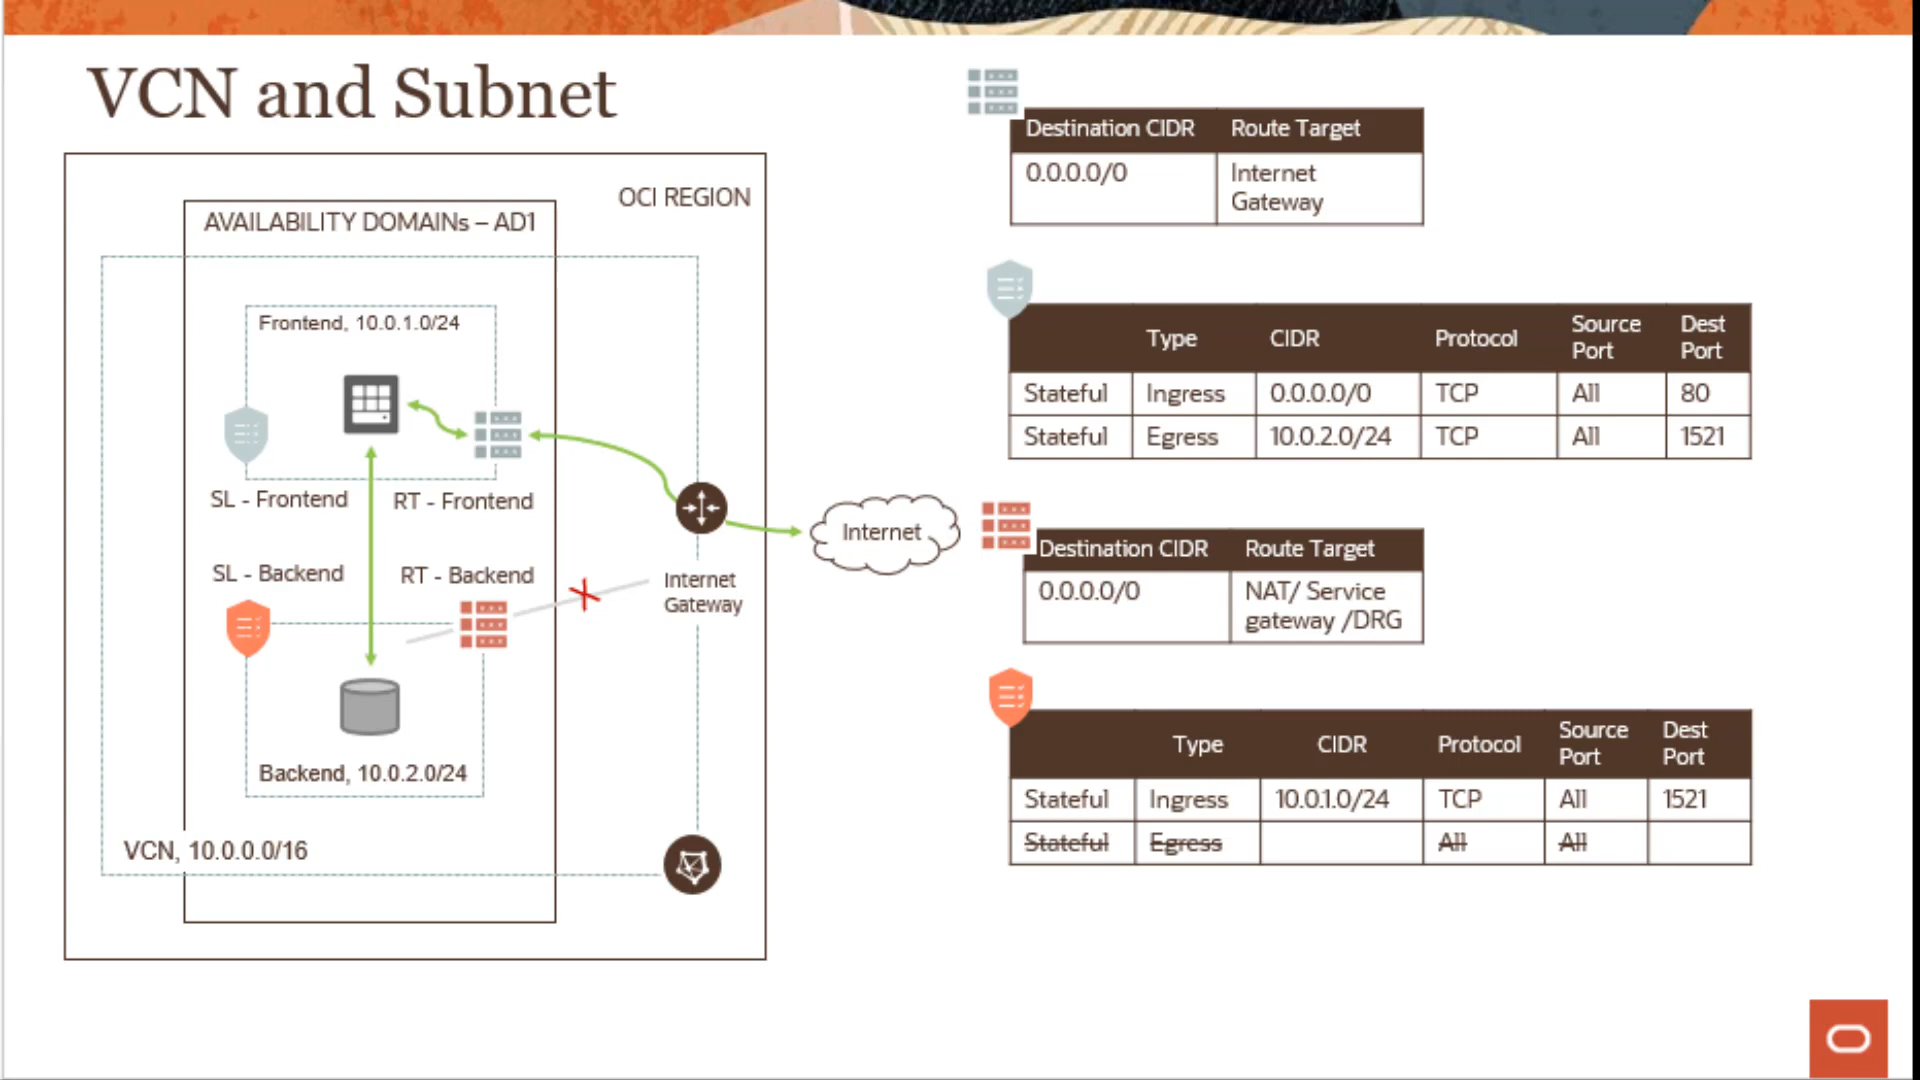 VCN and Subnet
OCI REGION
AVAILABILITY DOMAINs – AD1
Frontend, 10.0.1.0/24
SL - Frontend
RT - Frontend
SL - Backend
RT - Backend
Internet
Gateway
Internet
Backend, 10.0.2.0/24
VCN, 10.0.0.0/16
Destination CIDR Route Target
0.0.0.0/0 Internet
Gateway
Type CIDR Protocol Source
Port Dest
Port
Stateful Ingress 0.0.0.0/0 TCP All 80
Stateful Egress 10.0.2.0/24 TCP All 1521
Destination CIDR Route Target
0.0.0.0/0 NAT/ Service
gateway /DRG
Type CIDR Protocol Source
Port Dest
Port
Stateful Ingress 10.0.1.0/24 TCP All 1521
Stateful Egress All All